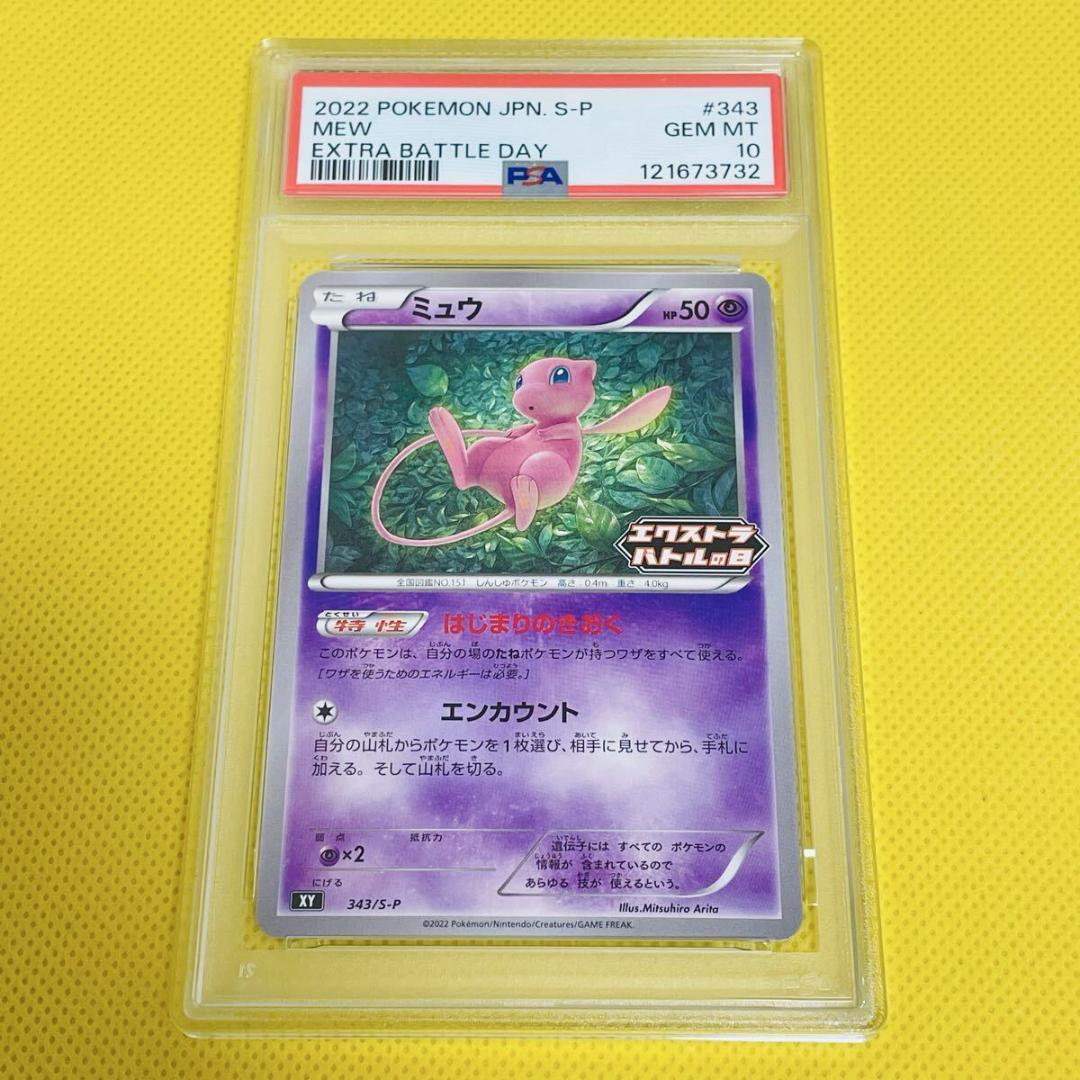 2022 POKEMON JPN. S-P #343
MEW GEM MT
EXTRA BATTLE DAY 10
PSA 121673732
たね ミュウ HP50
エクストラ
バトルの日
全国図鑑NO.151 しんしゅポケモン 高さ:0.4m 重さ:4.0kg
とくせい
特性 はじまりのきおく
このポケモンは、自分の場のたねポケモンが持つワザをすべて使える。
[ワザを使うためのエネルギーは必要。]
エンカウント
自分の山札からポケモンを1枚選び、相手に見せてから、手札に
加える。そして山札を切る。
弱点 抵抗力
×2
遺伝子には すべての ポケモンの
情報が 含まれているので
あらゆる 技が 使えるという。
にげる
XY 343/S-P Illus.Mitsuhiro Arita
©2022 Pokémon/Nintendo/Creatures/GAME FREAK.